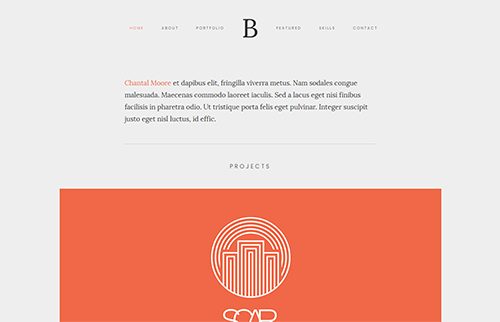 HOME ABOUT PORTFOLIO B FEATURED SKILLS CONTACT
Chantal Moore et dapibus elit, fringilla viverra metus. Nam sodales congue
malesuada. Maecenas commodo laoreet iaculis. Sed a lacus eget nisi finibus
facilisis in pharetra odio. Ut tristique porta felis eget pulvinar. Integer suscipit
justo eget nisl luctus, id effic.
PROJECTS
SOAR